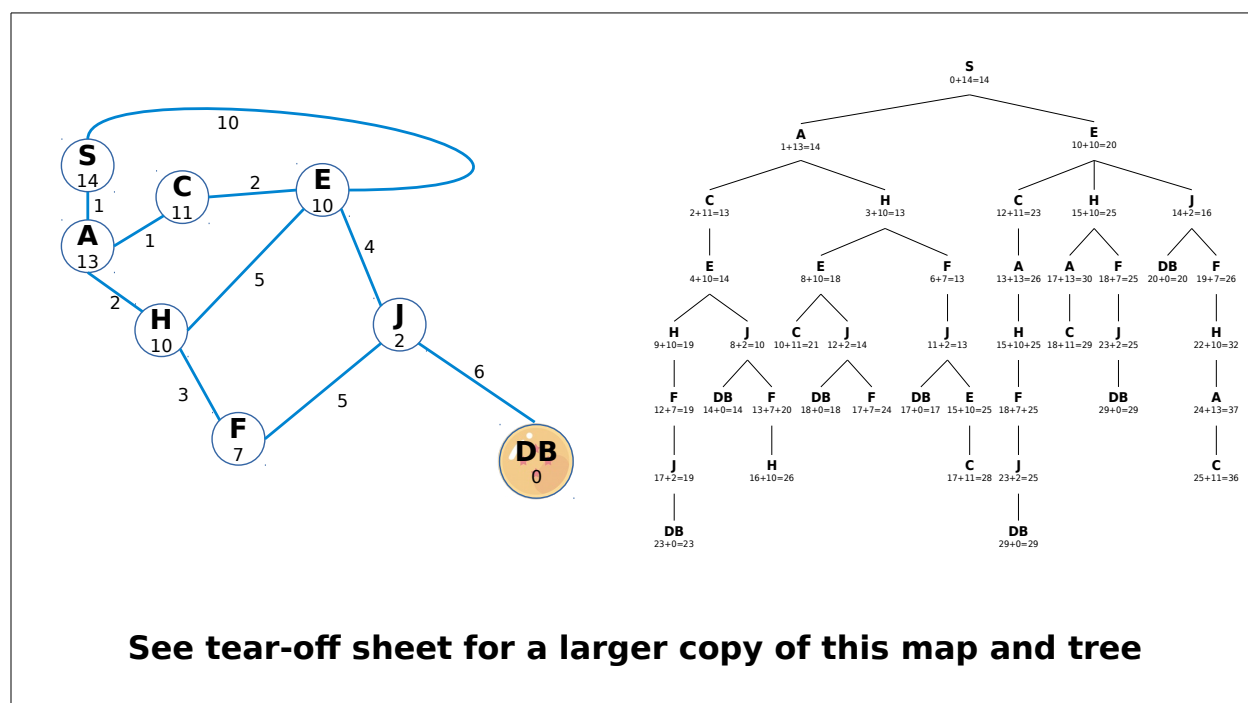 10
S
14
1
C
11
2
E
10
A
13
1
4
5
2
H
10
J
2
6
3
5
F
7
DB
0
S
0+14=14
A
1+13=14
E
10+10=20
C
2+11=13
H
3+10=13
C
12+11=23
H
15+10=25
J
14+2=16
E
4+10=14
E
8+10=18
F
6+7=13
A
13+13=26
A
17+13=30
F
18+7=25
DB
20+0=20
F
19+7=26
H
9+10=19
J
8+2=10
C
10+11=21
J
12+2=14
J
11+2=13
H
15+10=25
C
18+11=29
J
23+2=25
H
22+10=32
F
12+7=19
DB
14+0=14
F
13+7+20
DB
18+0=18
F
17+7=24
DB
17+0=17
E
15+10=25
F
18+7+25
DB
29+0=29
A
24+13=37
J
17+2=19
H
16+10=26
C
17+11=28
J
23+2=25
C
25+11=36
DB
23+0=23
DB
29+0=29
See tear-off sheet for a larger copy of this map and tree